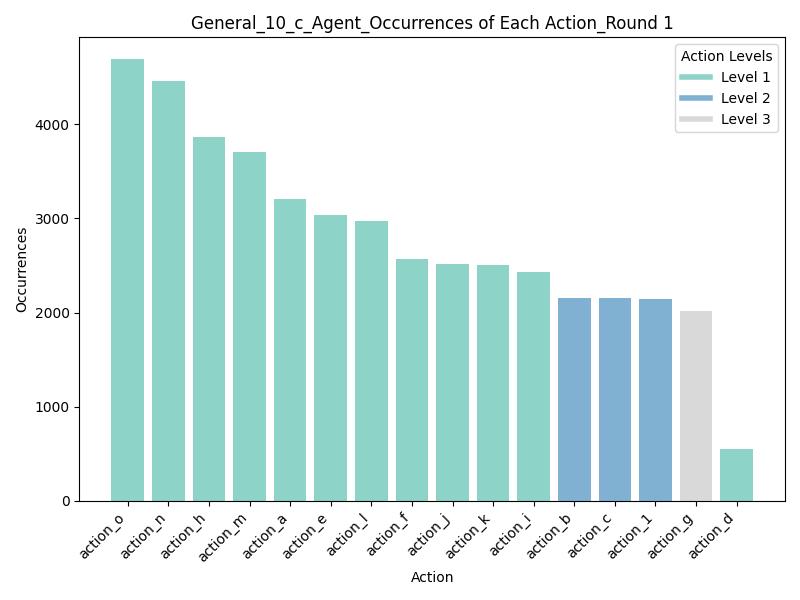 General_10_c_Agent_Occurrences of Each Action_Round 1
Action Levels
Level 1
Level 2
Level 3
Occurrences
4000
3000
2000
1000
0
action_o
action_n
action_h
action_m
action_a
action_e
action_l
action_f
action_j
action_k
action_i
action_b
action_c
action_1
action_g
action_d
Action